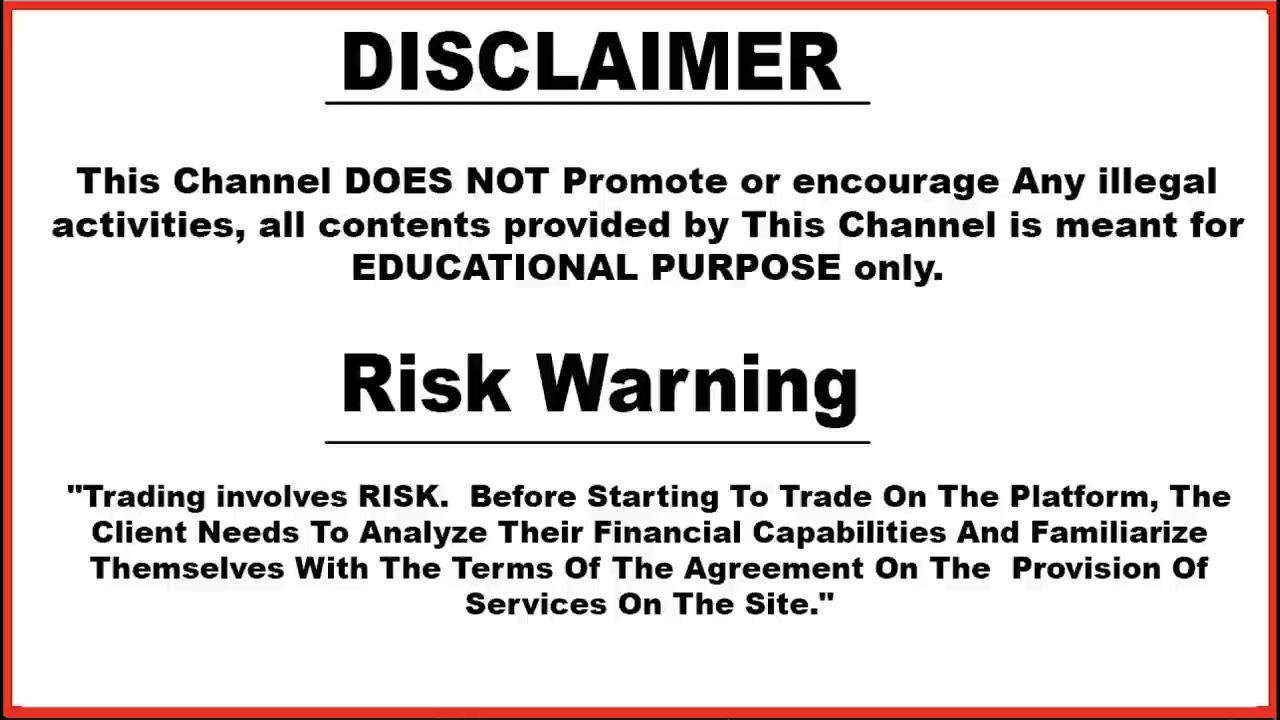 DISCLAIMER
This Channel DOES NOT Promote or encourage Any illegal
activities, all contents provided by This Channel is meant for
EDUCATIONAL PURPOSE only.
Risk Warning
"Trading involves RISK.  Before Starting To Trade On The Platform, The
Client Needs To Analyze Their Financial Capabilities And Familiarize
Themselves With The Terms Of The Agreement On The  Provision Of
Services On The Site."